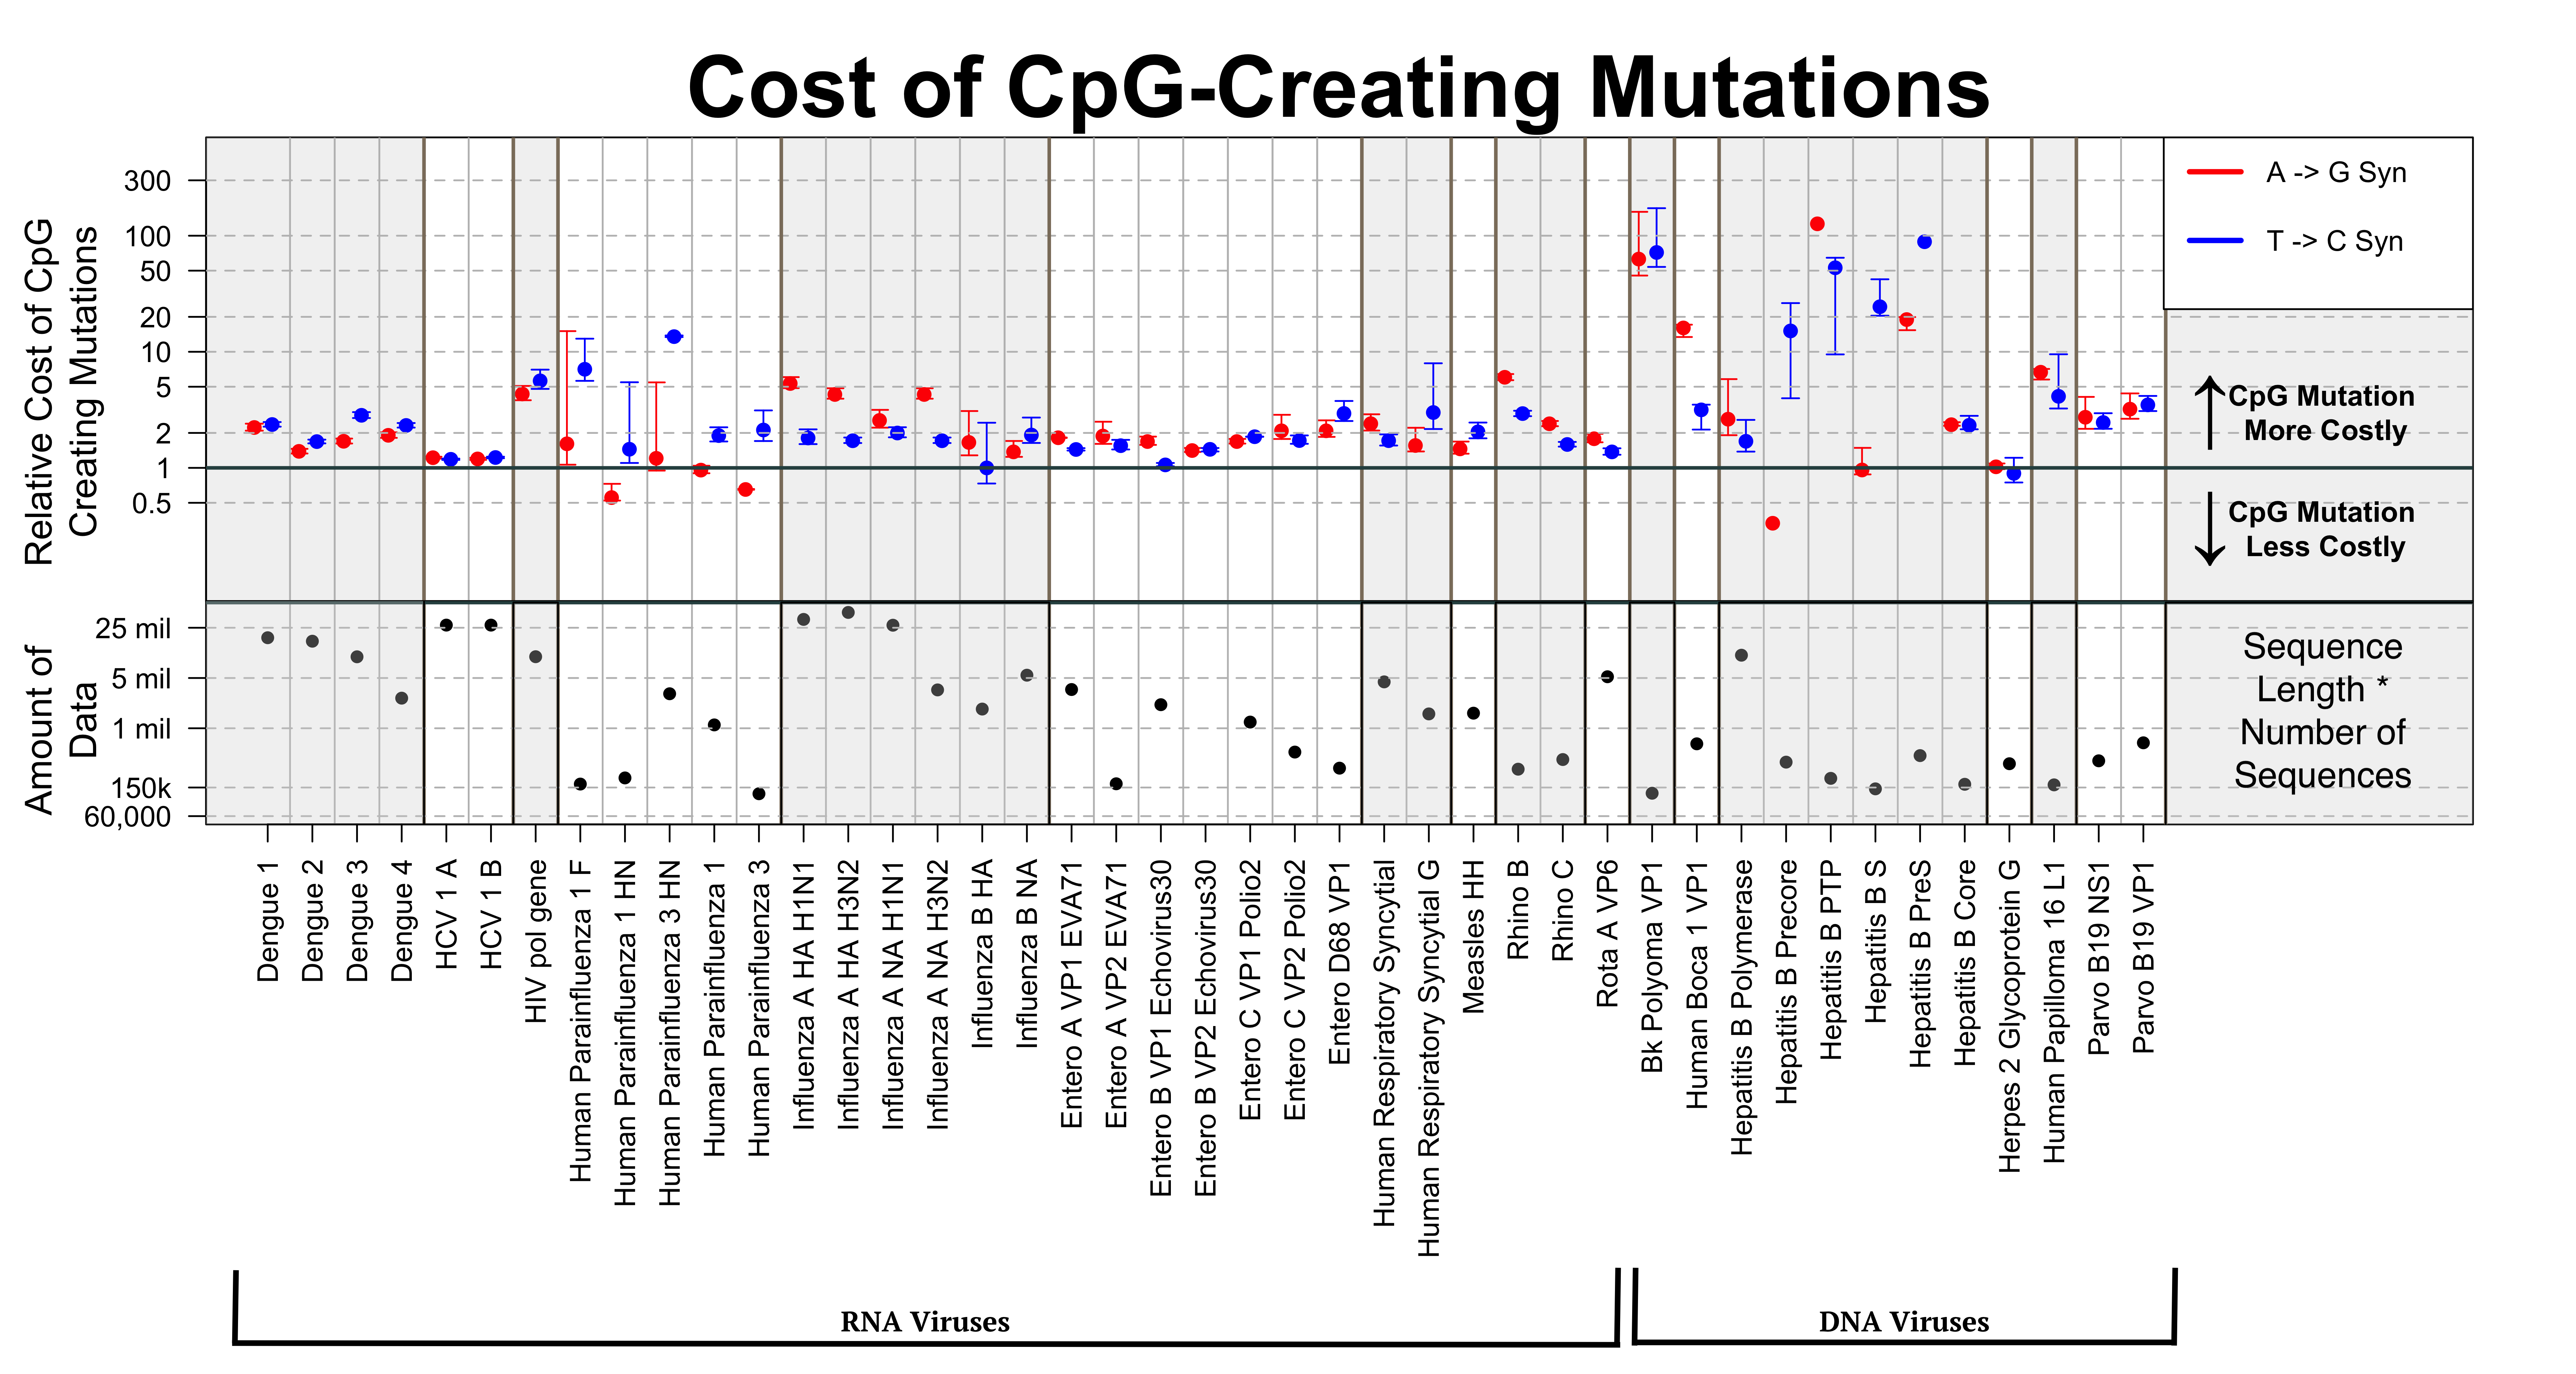 Cost of CpG-Creating Mutations
Relative Cost of CpG
Creating Mutations
300
100
50
20
10
5
2
1
0.5
A -> G Syn
T -> C Syn
CpG Mutation
More Costly
CpG Mutation
Less Costly
Amount of
Data
25 mil
5 mil
1 mil
150k
60,000
Sequence
Length *
Number of
Sequences
Dengue 1
Dengue 2
Dengue 3
Dengue 4
HCV 1 A
HCV 1 B
HIV pol gene
Human Parainfluenza 1 F
Human Parainfluenza 1 HN
Human Parainfluenza 3 HN
Human Parainfluenza 1
Human Parainfluenza 3
Influenza A HA H1N1
Influenza A HA H3N2
Influenza A NA H1N1
Influenza A NA H3N2
Influenza B HA
Influenza B NA
Entero A VP1 EVA71
Entero A VP2 EVA71
Entero B VP1 Echovirus30
Entero B VP2 Echovirus30
Entero C VP1 Polio2
Entero C VP2 Polio2
Entero D68 VP1
Human Respiratory Syncytial
Human Respiratory Syncytial G
Measles HH
Rhino B
Rhino C
Rota A VP6
Bk Polyoma VP1
Human Boca 1 VP1
Hepatitis B Polymerase
Hepatitis B Precore
Hepatitis B PTP
Hepatitis B S
Hepatitis B PreS
Hepatitis B Core
Herpes 2 Glycoprotein G
Human Papilloma 16 L1
Parvo B19 NS1
Parvo B19 VP1
RNA Viruses
DNA Viruses